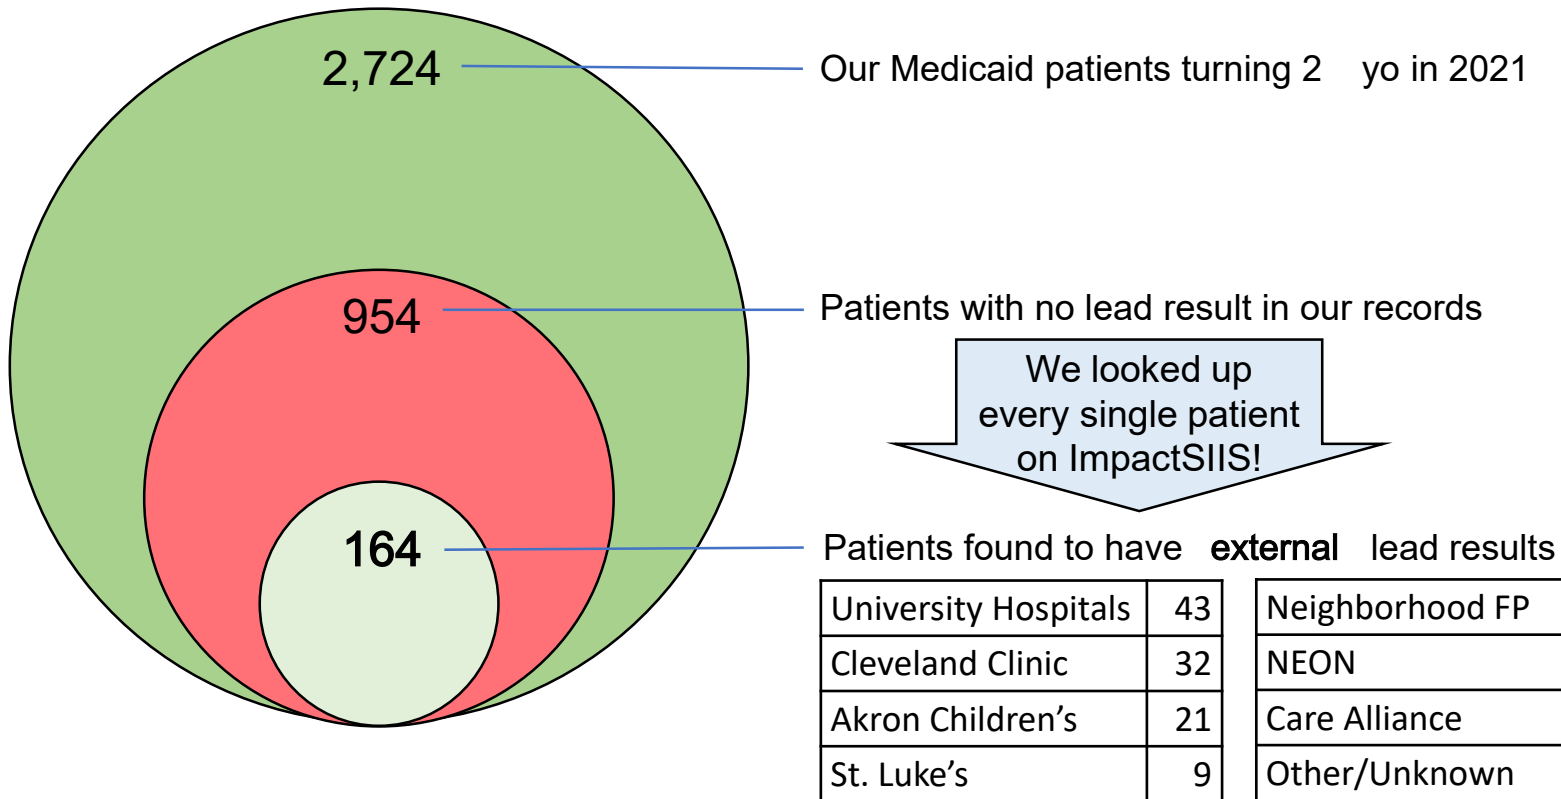 2,724
Our Medicaid patients turning 2 yo in 2021
954
Patients with no lead result in our records
We looked up
every single patient
on ImpactSIIS!
164
Patients found to have external lead results
University Hospitals 43
Cleveland Clinic 32
Akron Children’s 21
St. Luke’s 9
Neighborhood FP
NEON
Care Alliance
Other/Unknown